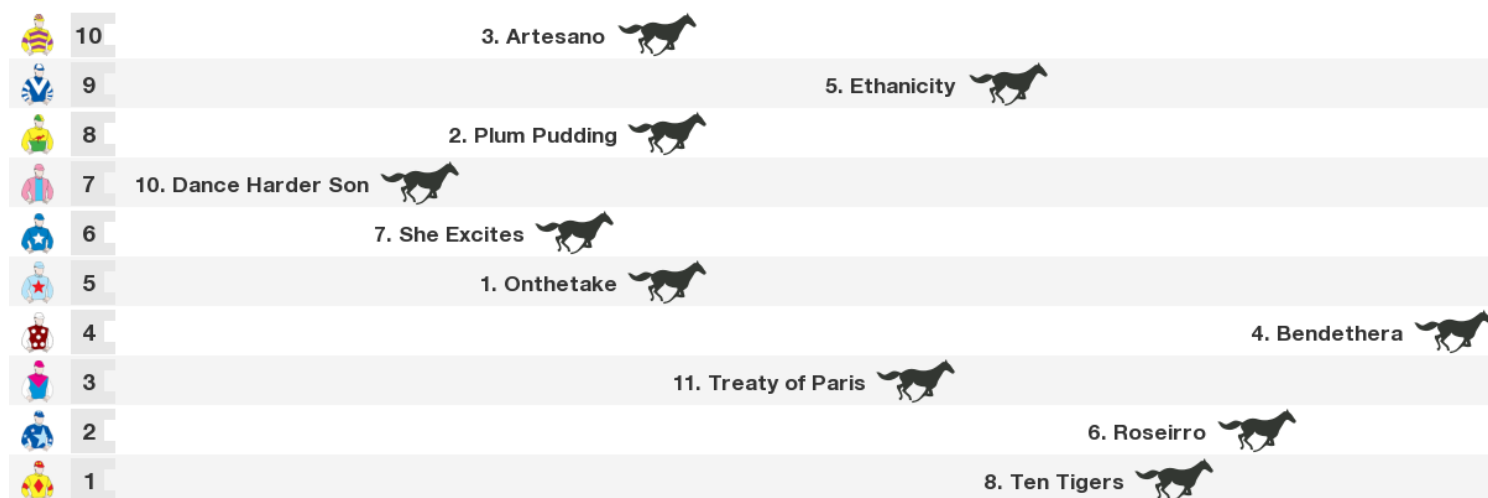 10 3. Artesano
9 5. Ethanicity
8 2. Plum Pudding
7 10. Dance Harder Son
6 7. She Excites
5 1. Onthetake
4 4. Bendethera
3 11. Treaty of Paris
2 6. Roseirro
1 8. Ten Tigers